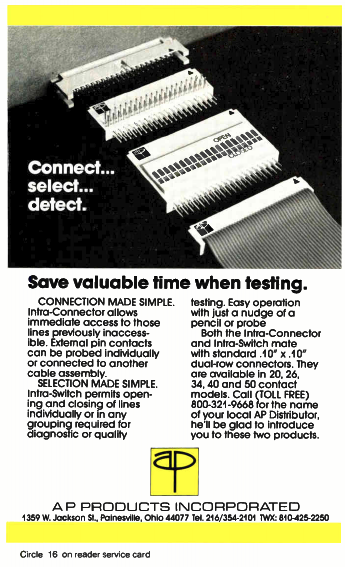 Connect...
select...
detect.
OPEN
CLOSED
Save valuable time when testing.
CONNECTION MADE SIMPLE.
Intra-Connector allows
immediate access to those
lines previously inaccess-
ible. External pin contacts
can be probed individually
or connected to another
cable assembly.
SELECTION MADE SIMPLE.
Intra-Switch permits open-
ing and closing of lines
individually or in any
grouping required for
diagnostic or quality
testing. Easy operation
with just a nudge of a
pencil or probe
Both the Intra-Connector
and Intra-Switch mate
with standard .10" x .10"
dual-row connectors. They
are available in 20, 26,
34, 40 and 50 contact
models. Call (TOLL FREE)
800-321-9668 for the name
of your local AP Distributor,
he'll be glad to introduce
you to these two products.
ap
A P PRODUCTS INCORPORATED
1359 W. Jackson St., Painesville, Ohio 44077 Tel. 216/354-2101 TWX: 810-425-2250
Circle 16 on reader service card